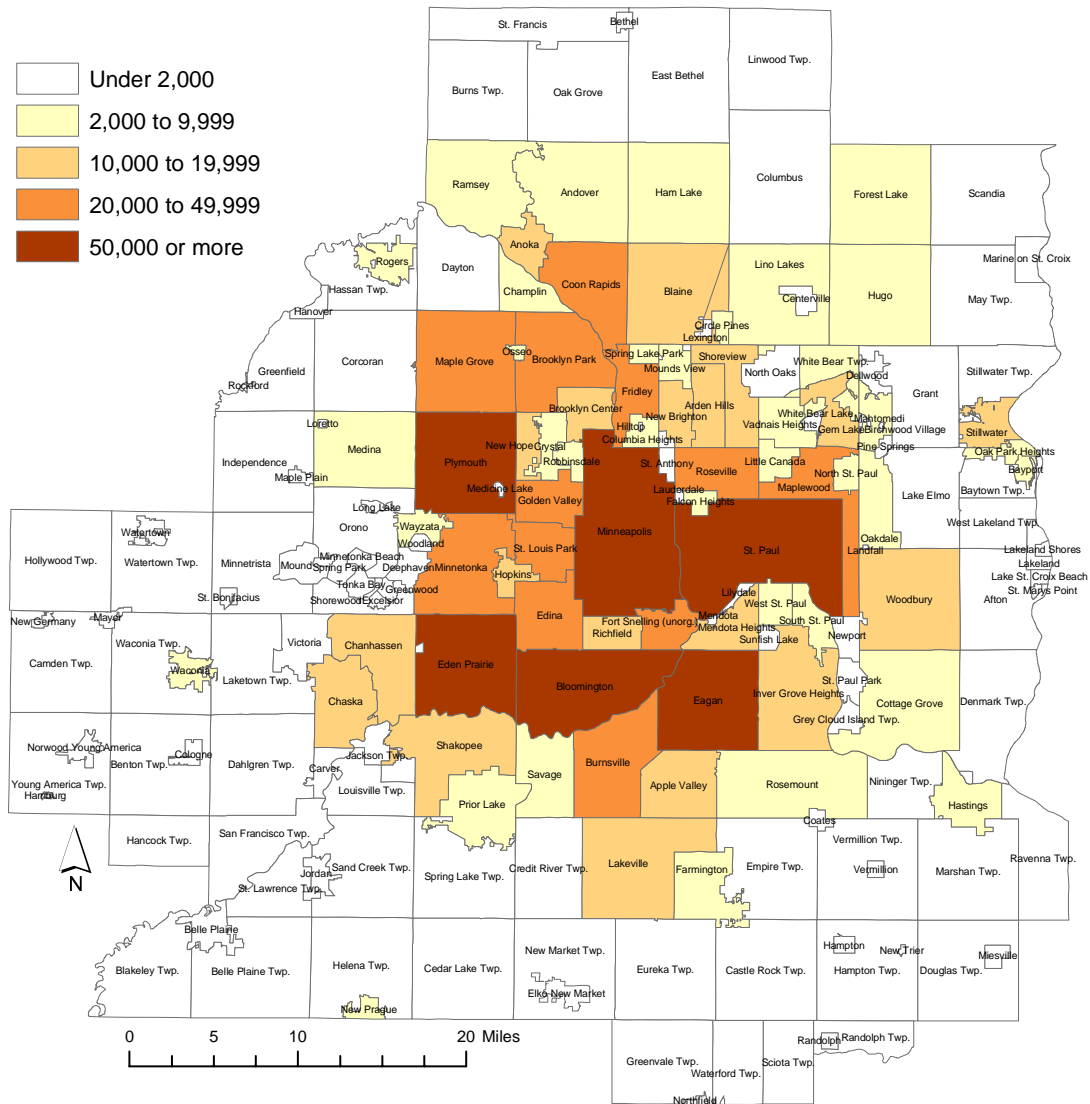 St. Francis
Bethel
Linwood Twp.
East Bethel
Burns Twp.
Oak Grove
Under 2,000
2,000 to 9,999
10,000 to 19,999
20,000 to 49,999
50,000 or more
Ramsey
Andover
Ham Lake
Columbus
Forest Lake
Scandia
Anoka
Rogers
Dayton
Hassan Twp.
Champlin
Coon Rapids
Blaine
Lino Lakes
Centerville
Hugo
Marine on St. Croix
May Twp.
Hanover
Circle Pines
Lexington
Corcoran
Maple Grove
Osseo
Brooklyn Park
Spring Lake Park
Mounds View
Shoreview
North Oaks
White Bear Twp.
Dellwood
Greenfield
Rockford
Fridley
Grant
Stillwater Twp.
Brooklyn Center
Arden Hills
New Brighton
White Bear Lake
Mahtomedi
Vadnais Heights
Gem Lake
Birchwood Village
Loretto
Hilltop
Columbia Heights
Stillwater
Medina
New Hope
Crystal
Robbinsdale
Pine Springs
Oak Park Heights
Bayport
Independence
Plymouth
St. Anthony
Roseville
Little Canada
North St. Paul
Maple Plain
Medicine Lake
Lauderdale
Maplewood
Baytown Twp.
Lake Elmo
Golden Valley
Falcon Heights
Long Lake
Orono
Wayzata
Woodland
Minneapolis
West Lakeland Twp.
Watertown
Hollywood Twp.
Watertown Twp.
Minnetrista
Mound
Minnetonka Beach
Spring Park
Deephaven
Minnetonka
St. Louis Park
St. Paul
Oakdale
Landfall
Lakeland Shores
Lakeland
Hopkins
Tonka Bay
Greenwood
Lake St. Croix Beach
St. Marys Point
Afton
St. Bonifacius
Shorewood
Excelsior
Lilydale
West St. Paul
Woodbury
New Germany
Mayer
Edina
Fort Snelling (unorg.)
Mendota
South St. Paul
Richfield
Mendota Heights
Newport
Sunfish Lake
Waconia Twp.
Victoria
Chanhassen
Camden Twp.
Waconia
Laketown Twp.
Eden Prairie
Bloomington
Eagan
St. Paul Park
Inver Grove Heights
Chaska
Cottage Grove
Denmark Twp.
Grey Cloud Island Twp.
Norwood Young America
Cologne
Benton Twp.
Dahlgren Twp.
Jackson Twp.
Shakopee
Carver
Savage
Burnsville
Young America Twp.
Hamburg
Louisville Twp.
Apple Valley
Rosemount
Nininger Twp.
Prior Lake
Hastings
Coates
Hancock Twp.
San Francisco Twp.
Vermillion Twp.
Ravenna Twp.
N
Jordan
Sand Creek Twp.
Lakeville
Farmington
Empire Twp.
Vermillion
Marshan Twp.
St. Lawrence Twp.
Spring Lake Twp.
Credit River Twp.
Belle Plaine
Hampton
New Trier
New Market Twp.
Miesville
Blakeley Twp.
Belle Plaine Twp.
Helena Twp.
Cedar Lake Twp.
Eureka Twp.
Castle Rock Twp.
Hampton Twp.
Douglas Twp.
Elko New Market
New Prague
0 5 10 20 Miles
Randolph
Randolph Twp.
Greenvale Twp.
Waterford Twp.
Sciota Twp.
Northfield